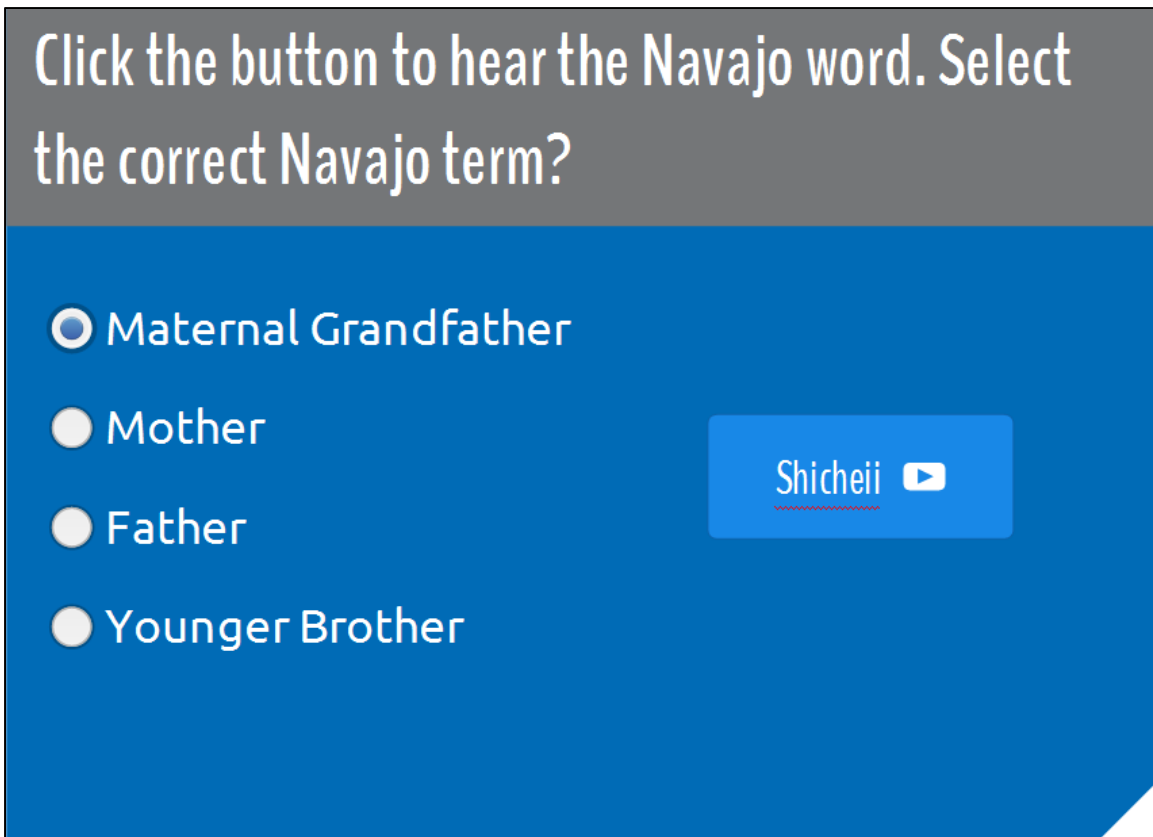 Click the button to hear the Navajo word. Select
the correct Navajo term?
Maternal Grandfather
Mother
Shicheii
Father
Younger Brother